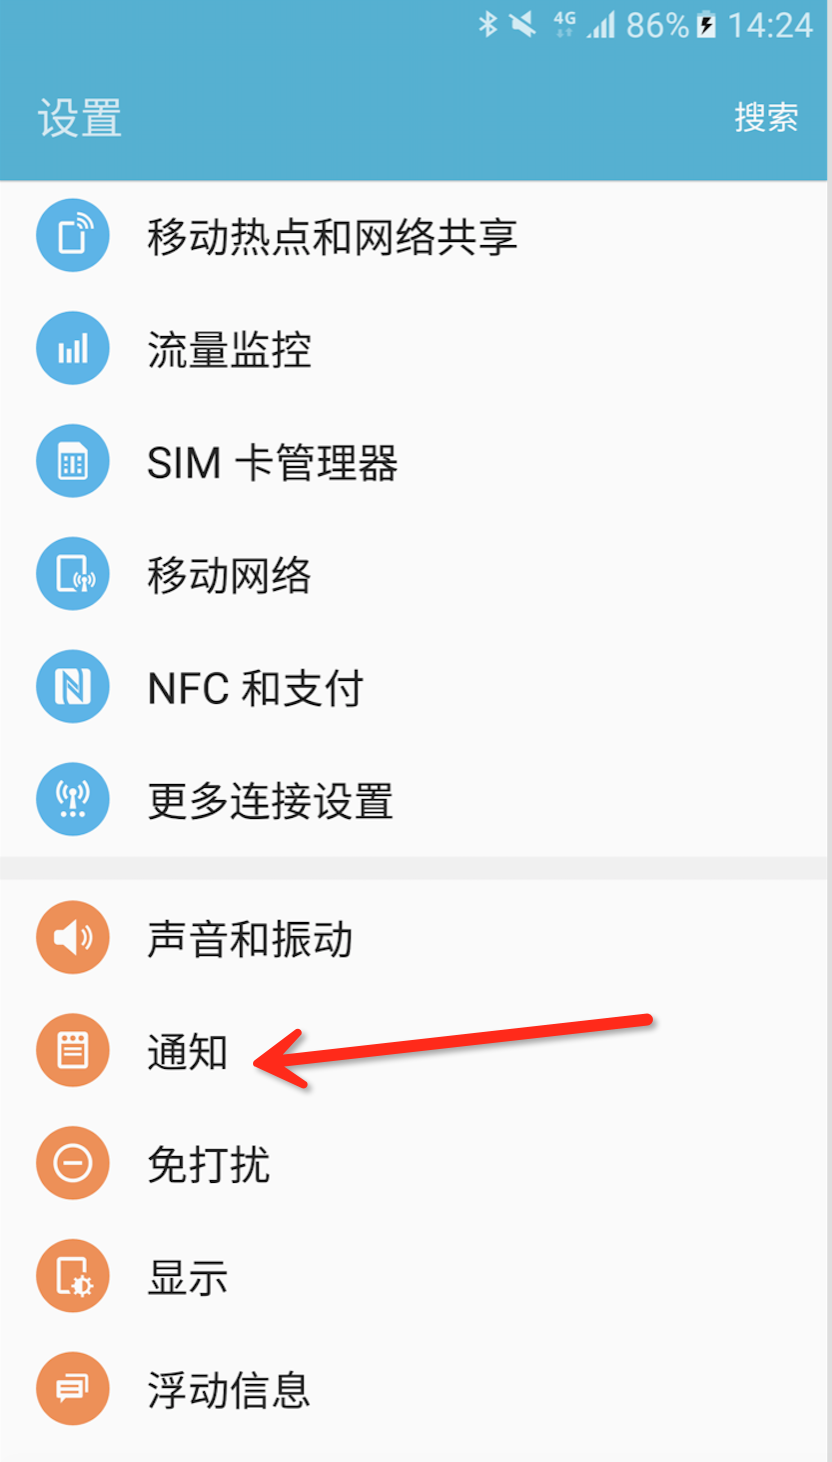 4G 86% 14:24
设置 搜索
移动热点和网络共享
流量监控
SIM 卡管理器
移动网络
NFC 和支付
更多连接设置
声音和振动
通知
免打扰
显示
浮动信息